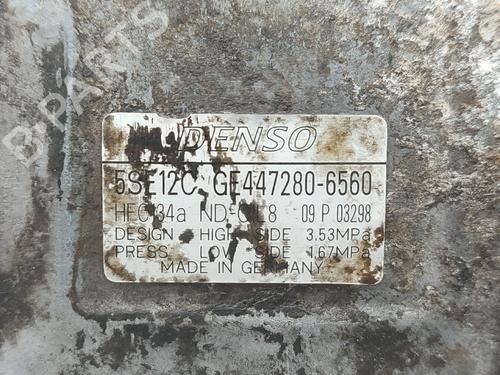 DENSO
5SE12C GE447280-6560
HFC134a ND-OIL8 09 P 03298
DESIGN HIGH SIDE 3.53MPa
PRESS LOW SIDE 1.67MPa
MADE IN GERMANY
B-PARTS